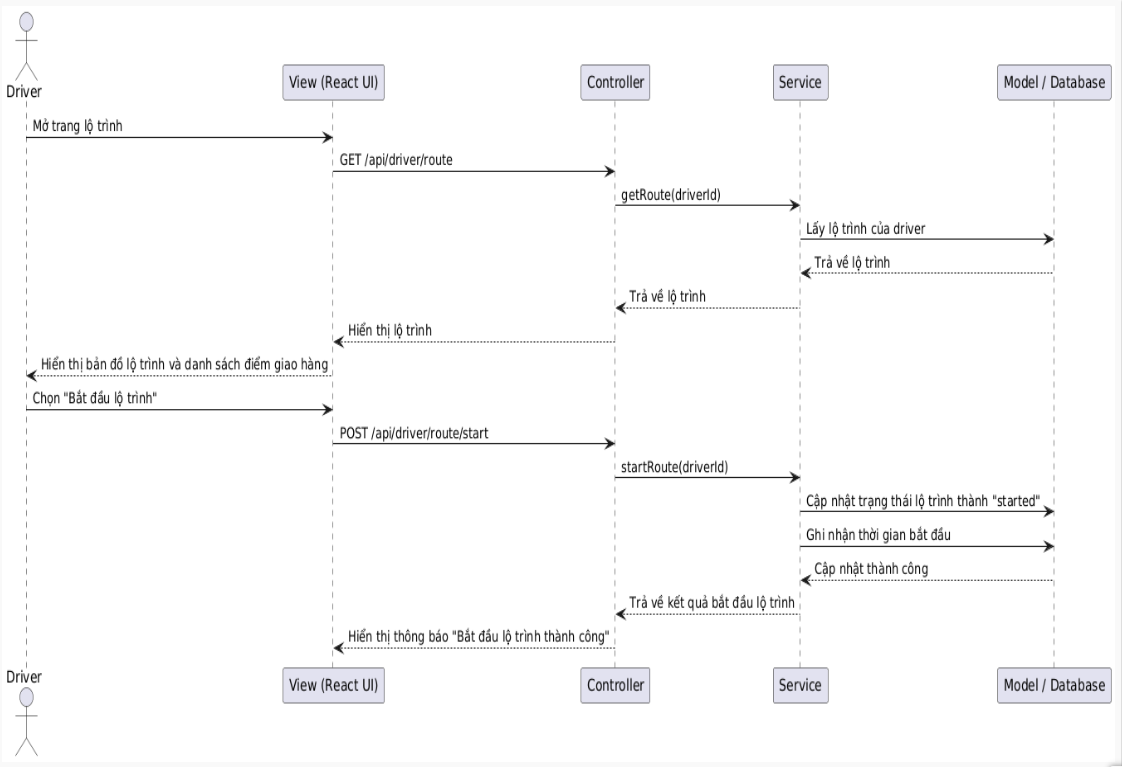 Driver
View (React UI)
Controller
Service
Model / Database
Mở trang lộ trình
GET /api/driver/route
getRoute(driverId)
Lấy lộ trình của driver
Trả về lộ trình
Trả về lộ trình
Hiển thị lộ trình
Hiển thị bản đồ lộ trình và danh sách điểm giao hàng
Chọn "Bắt đầu lộ trình"
POST /api/driver/route/start
startRoute(driverId)
Cập nhật trạng thái lộ trình thành "started"
Ghi nhận thời gian bắt đầu
Cập nhật thành công
Trả về kết quả bắt đầu lộ trình
Hiển thị thông báo "Bắt đầu lộ trình thành công"
Driver
View (React UI)
Controller
Service
Model / Database